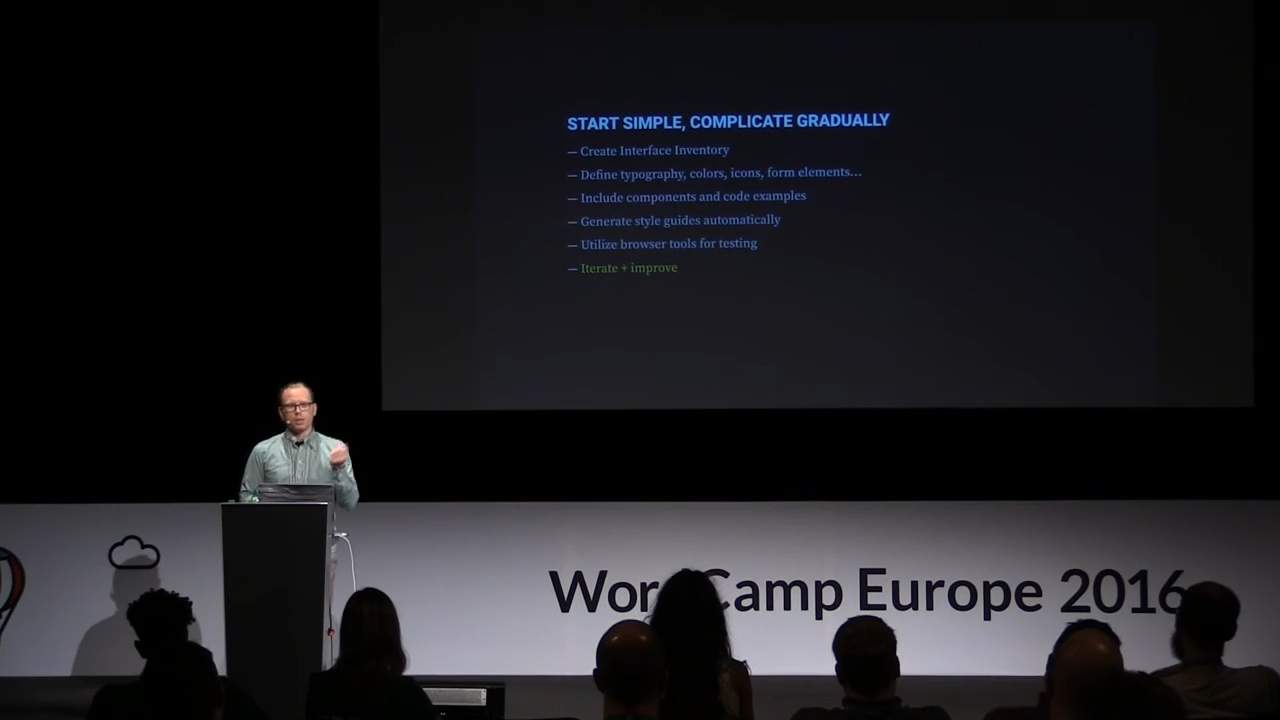 START SIMPLE, COMPLICATE GRADUALLY
— Create Interface Inventory
— Define typography, colors, icons, form elements...
— Include components and code examples
— Generate style guides automatically
— Utilize browser tools for testing
— Iterate + improve
WordCamp Europe 2016